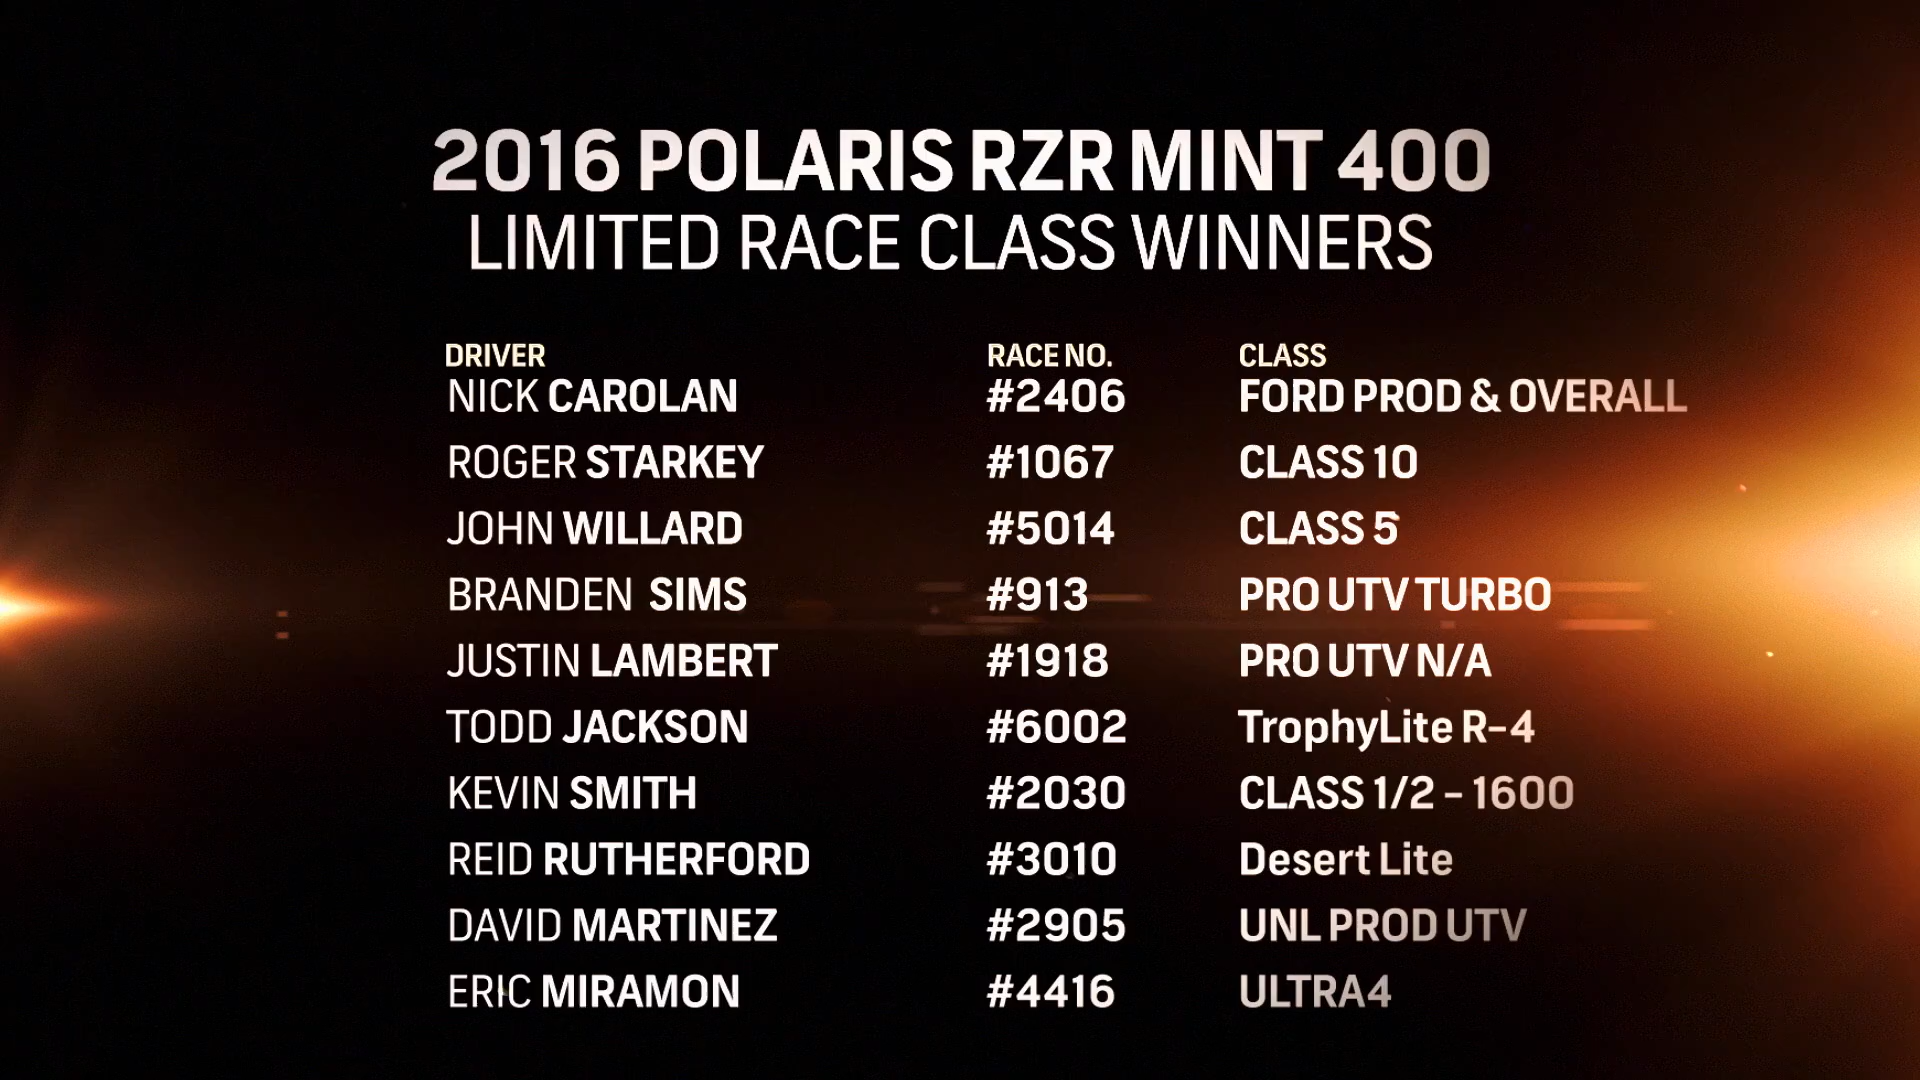 2016 POLARIS RZR MINT 400
LIMITED RACE CLASS WINNERS
DRIVER RACE NO. CLASS
NICK CAROLAN #2406 FORD PROD & OVERALL
ROGER STARKEY #1067 CLASS 10
JOHN WILLARD #5014 CLASS 5
BRANDEN SIMS #913 PRO UTV TURBO
JUSTIN LAMBERT #1918 PRO UTV N/A
TODD JACKSON #6002 TrophyLite R-4
KEVIN SMITH #2030 CLASS 1/2 - 1600
REID RUTHERFORD #3010 Desert Lite
DAVID MARTINEZ #2905 UNL PROD UTV
ERIC MIRAMON #4416 ULTRA4